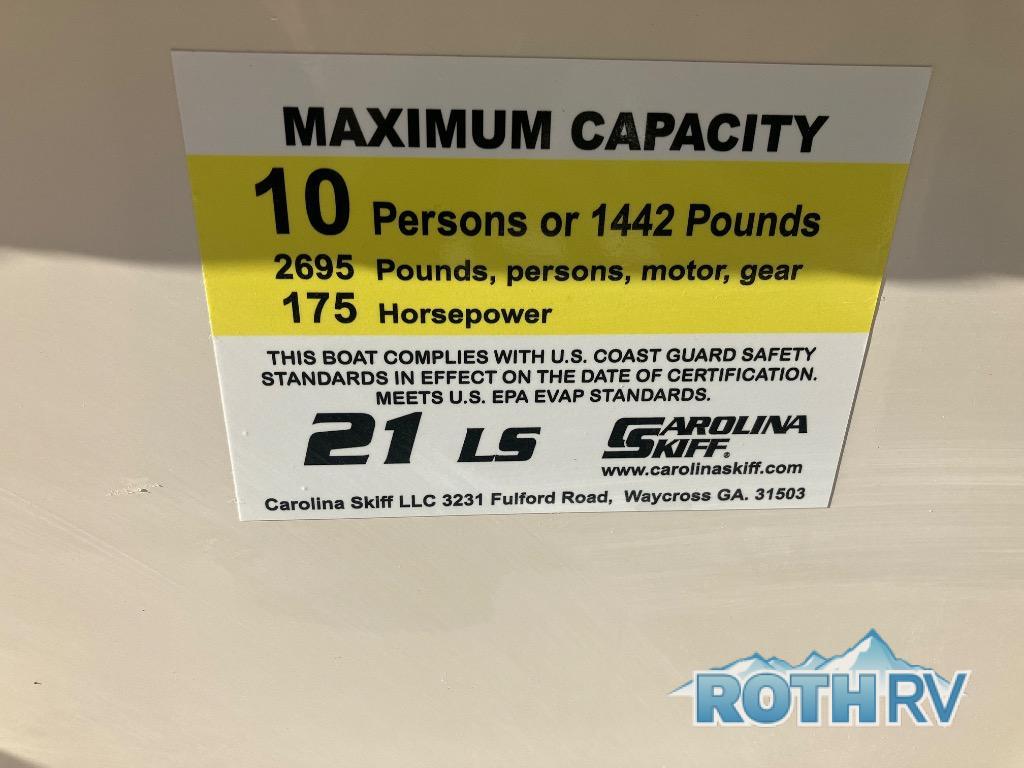 MAXIMUM CAPACITY
10 Persons or 1442 Pounds
2695 Pounds, persons, motor, gear
175 Horsepower
THIS BOAT COMPLIES WITH U.S. COAST GUARD SAFETY
STANDARDS IN EFFECT ON THE DATE OF CERTIFICATION.
MEETS U.S. EPA EVAP STANDARDS.
21 LS CAROLINA SKIFF®
www.carolinaskiff.com
Carolina Skiff LLC 3231 Fulford Road, Waycross GA. 31503
ROTH RV